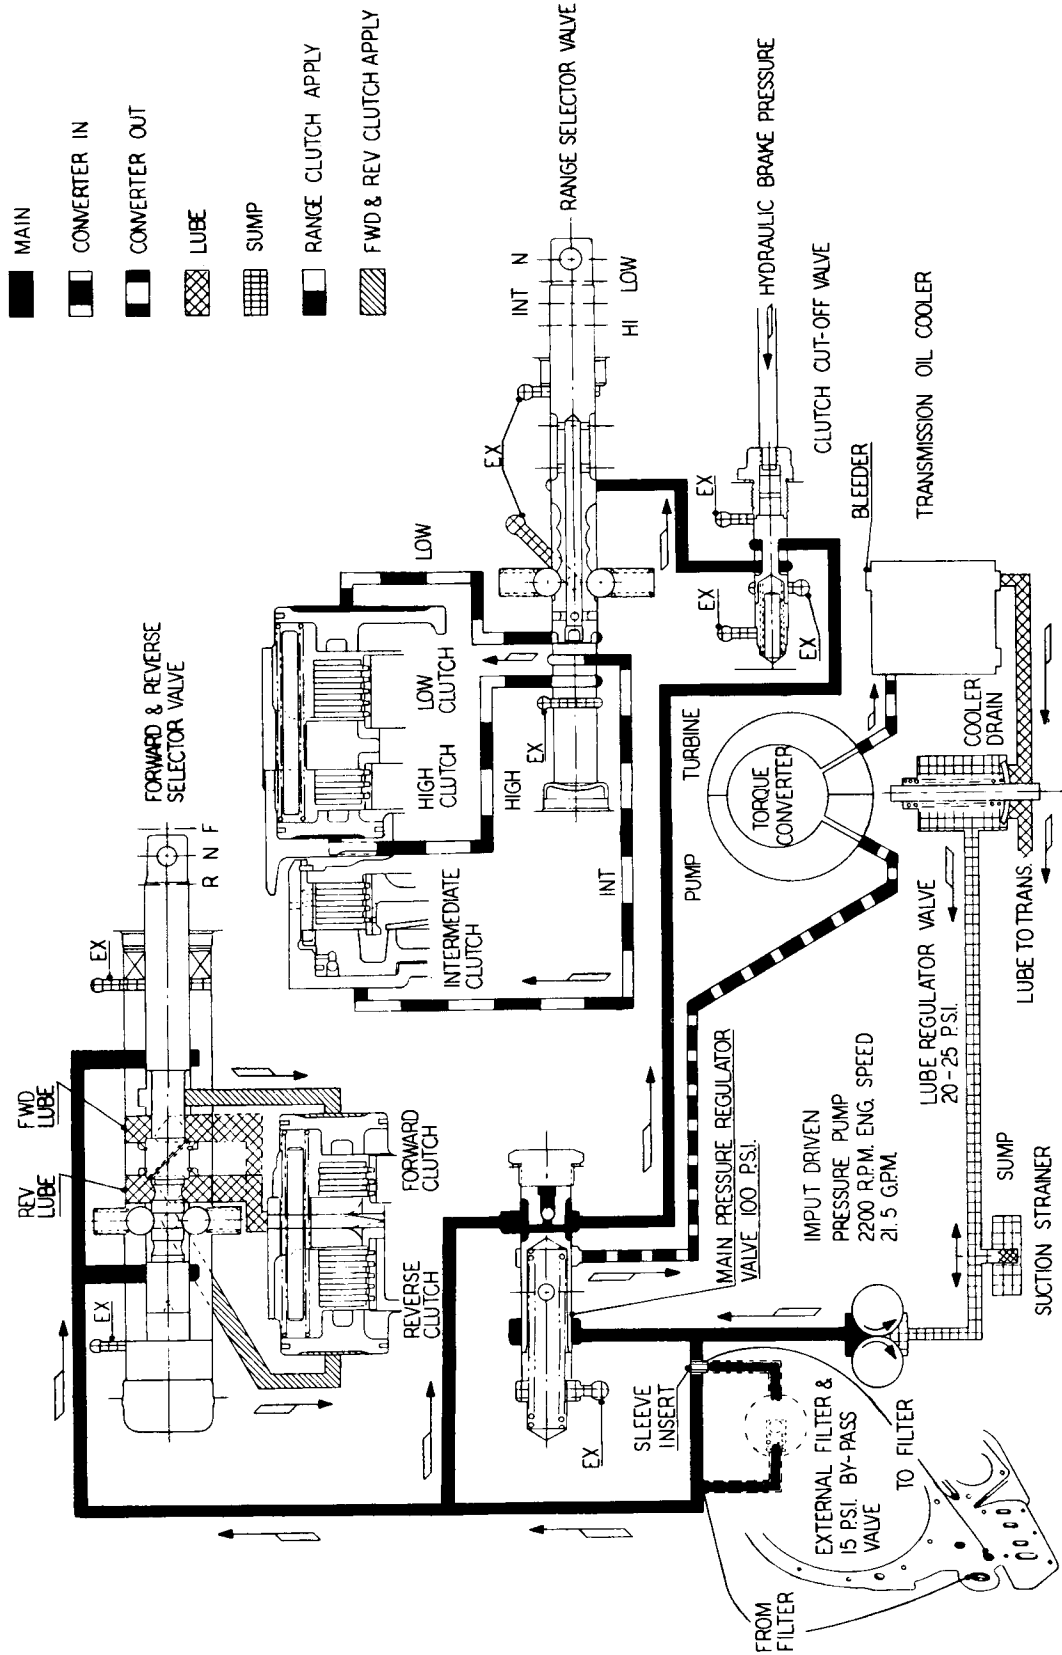 MAIN
CONVERTER IN
CONVERTER OUT
LUBE
SUMP
RANGE CLUTCH APPLY
FWD & REV CLUTCH APPLY
FORWARD & REVERSE
SELECTOR VALVE
R N F
EX
FWD
LUBE
REV
LUBE
EX
FORWARD
CLUTCH
REVERSE
CLUTCH
LOW
LOW
CLUTCH
HIGH
CLUTCH
HIGH
INTERMEDIATE
CLUTCH
INT
EX
EX
INT N
HI LOW
RANGE SELECTOR VALVE
HYDRAULIC BRAKE PRESSURE
CLUTCH CUT-OFF VALVE
EX
EX
EX
BLEEDER
TRANSMISSION OIL COOLER
TURBINE
TORQUE
CONVERTER
PUMP
COOLER
DRAIN
LUBE TO TRANS.
LUBE REGULATOR VALVE
20-25 P.S.I.
MAIN PRESSURE REGULATOR
VALVE 100 P.S.I.
IMPUT DRIVEN
PRESSURE PUMP
2200 R.P.M. ENG. SPEED
21.5 G.P.M.
SUMP
SUCTION STRAINER
EX
SLEEVE
INSERT
EXTERNAL FILTER &
15 P.S.I. BY-PASS
VALVE
TO FILTER
FROM
FILTER